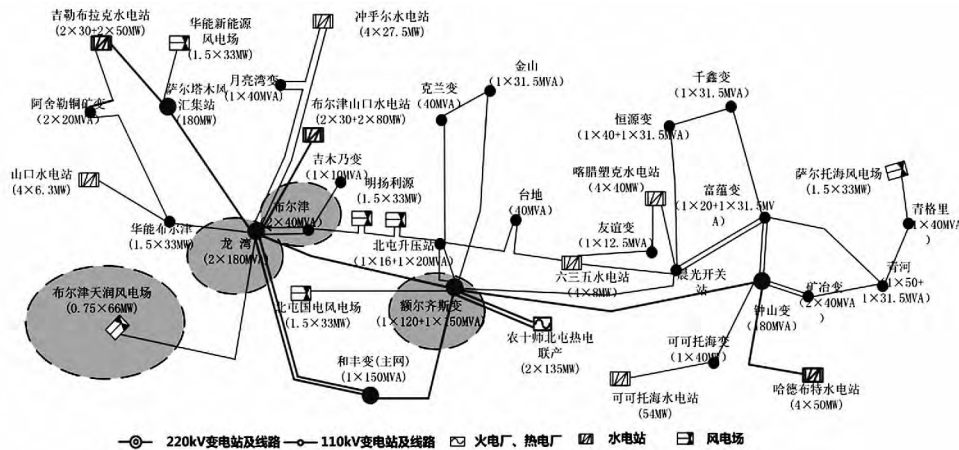 吉勒布拉克水电站
(2×30+2×50MW)
华能新能源
风电场
(1.5×33MW)
冲乎尔水电站
(4×27.5MW)
金山
(1×31.5MVA)
千鑫变
(1×31.5MVA)
阿舍勒铜矿变
(2×20MVA)
萨尔塔木风
汇集站
(180MW)
月亮湾变
(1×40MVA)
布尔津山口水电站
(2×30+2×80MW)
克兰变
(40MVA)
恒源变
(1×40+1×31.5MVA)
山口水电站
(4×6.3MW)
吉木乃变
(1×10MVA)
明扬利源
(1.5×33MW)
喀腊塑克水电站
(4×40MW)
萨尔托海风电场
(1.5×33MW)
布尔津
(2×40MVA)
台地
(40MVA)
富蕴变
(1×20+1×31.5MV
A)
青格里
(1×40MVA
)
华能布尔津
(1.5×33MW)
龙湾
(2×180MVA)
北屯升压站
(1×16+1×20MVA)
友谊变
(1×12.5MVA)
六三五水电站
(4×8MW)
晨光开关
站
青河
(1×50+
1×31.5MVA)
布尔津天润风电场
(0.75×66MW)
北屯国电风电场
(1.5×33MW)
额尔齐斯变
(1×120+1×150MVA)
钟山变
(180MVA)
矿冶变
(2×40MVA
)
农十师北屯热电
联产
(2×135MW)
和丰变(主网)
(1×150MVA)
可可托海变
(1×40MW)
可可托海水电站
(54MW)
哈德布特水电站
(4×50MW)
220kV变电站及线路
110kV变电站及线路
火电厂、热电厂
水电站
风电场